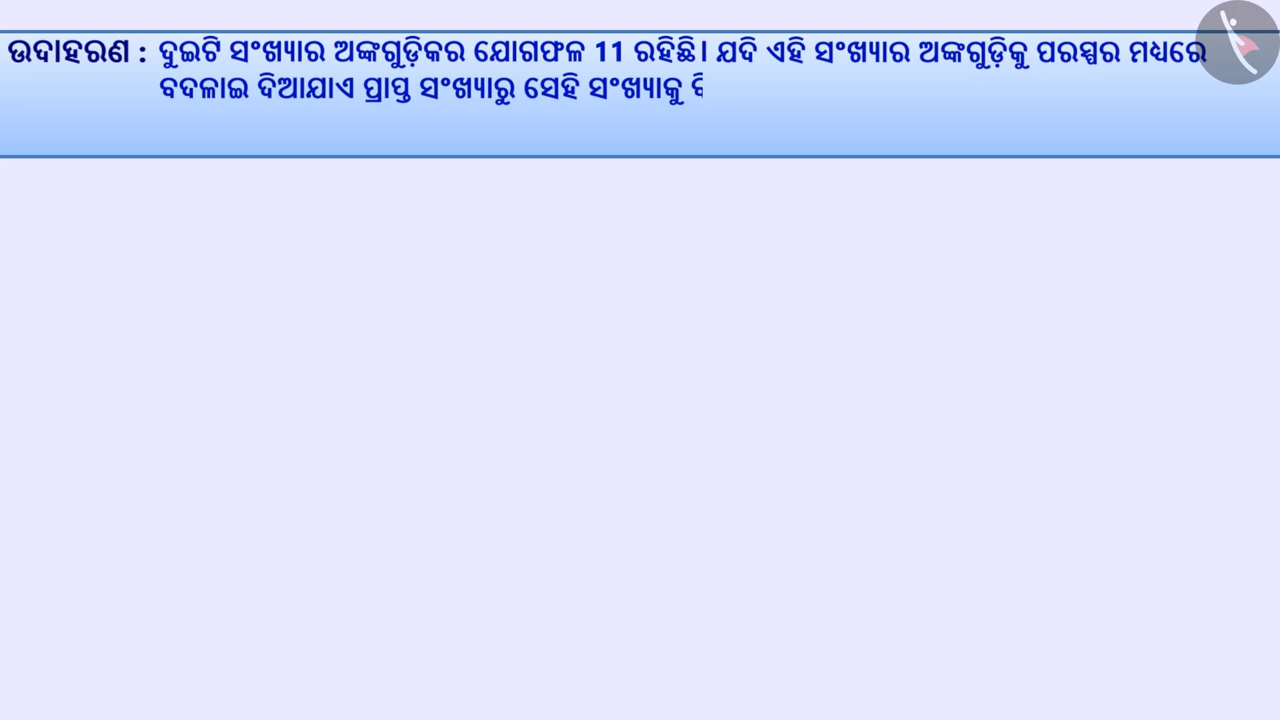 ଉଦାହରଣ : ଦୁଇଟି ସଂଖ୍ୟାର ଅଙ୍କଗୁଡ଼ିକର ଯୋଗଫଳ 11 ରହିଛି। ଯଦି ଏହି ସଂଖ୍ୟାର ଅଙ୍କଗୁଡ଼ିକୁ ପରସ୍ପର ମଧ୍ୟରେ
ବଦଳାଇ ଦିଆଯାଏ ପ୍ରାପ୍ତ ସଂଖ୍ୟାରୁ ସେହି ସଂଖ୍ୟାକୁ